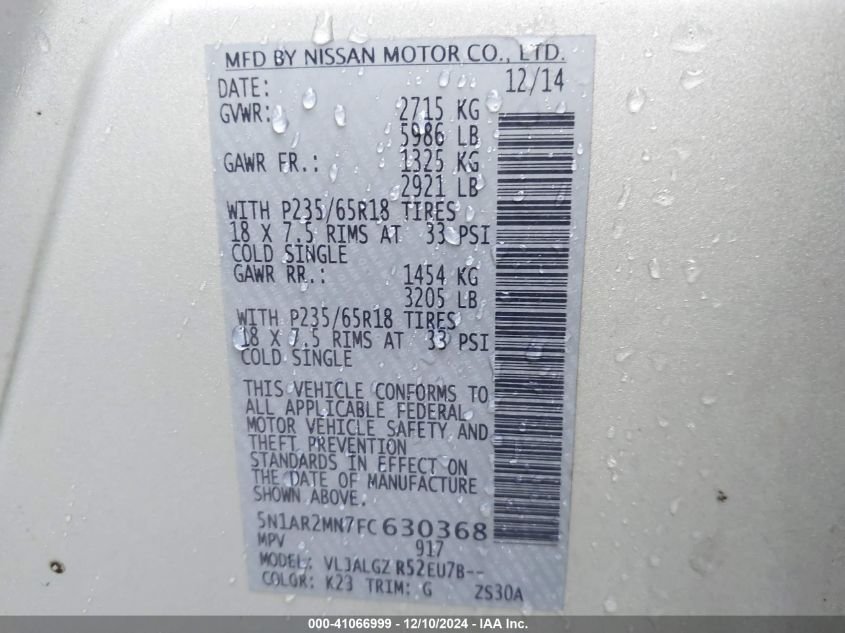 MFD BY NISSAN MOTOR CO., LTD.
DATE: 12/14
GVWR: 2715 KG
5986 LB
GAWR FR.: 1325 KG
2921 LB
WITH P235/65R18 TIRES
18 X 7.5 RIMS AT 33 PSI
COLD SINGLE
GAWR RR.: 1454 KG
3205 LB
WITH P235/65R18 TIRES
18 X 7.5 RIMS AT 33 PSI
COLD SINGLE
THIS VEHICLE CONFORMS TO
ALL APPLICABLE FEDERAL
MOTOR VEHICLE SAFETY AND
THEFT PREVENTION
STANDARDS IN EFFECT ON
THE DATE OF MANUFACTURE
SHOWN ABOVE.
5N1AR2MN7FC630368
MPV 917
MODEL: VLJALGZ R52EU7B--
COLOR: K23 TRIM: G ZS30A
000-41066999 — 12/10/2024 — IAA Inc.